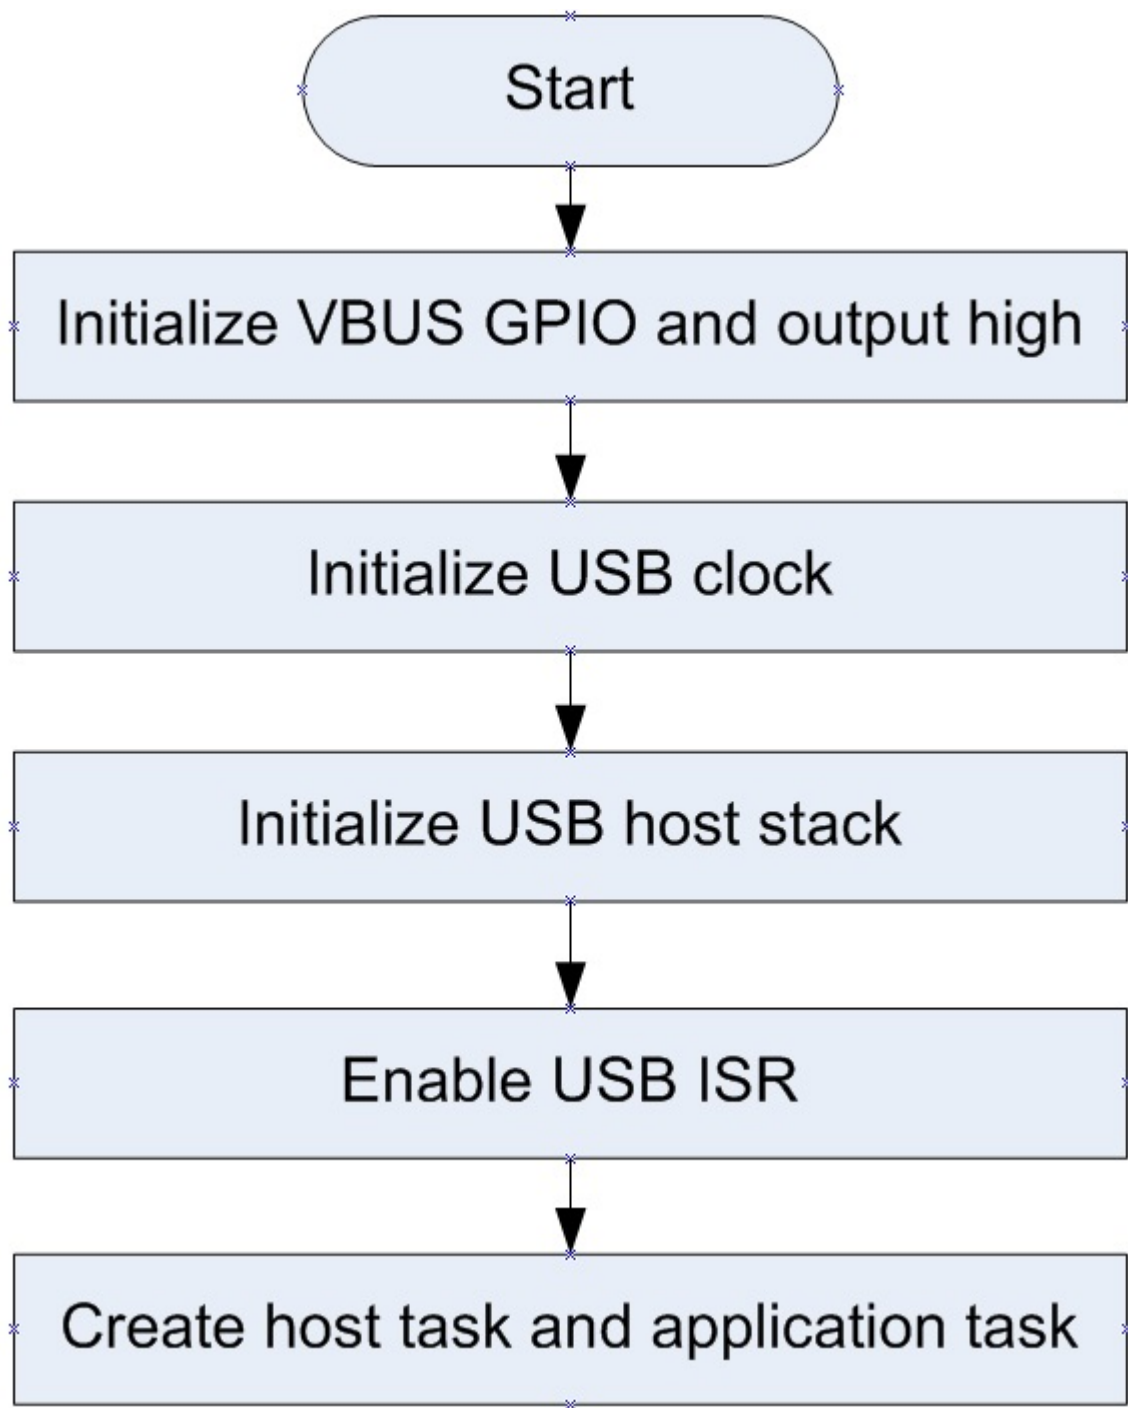 Start
Initialize VBUS GPIO and output high
Initialize USB clock
Initialize USB host stack
Enable USB ISR
Create host task and application task